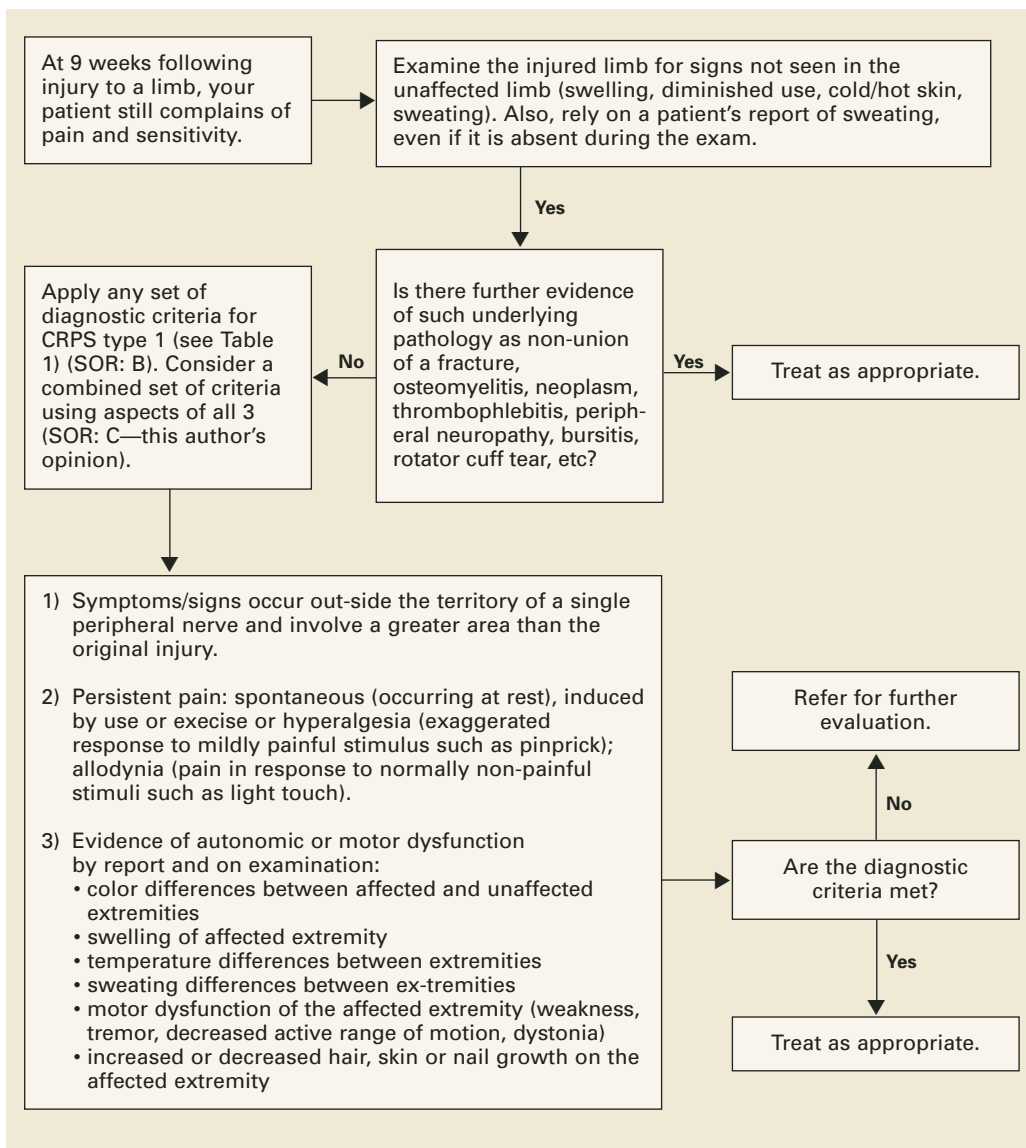 At 9 weeks following
injury to a limb, your
patient still complains of
pain and sensitivity.
Examine the injured limb for signs not seen in the
unaffected limb (swelling, diminished use, cold/hot skin,
sweating). Also, rely on a patient's report of sweating,
even if it is absent during the exam.
Yes
Is there further evidence
of such underlying
pathology as non-union
of a fracture,
osteomyelitis, neoplasm,
thrombophlebitis, periph-
eral neuropathy, bursitis,
rotator cuff tear, etc?
Yes
Treat as appropriate.
No
Apply any set of
diagnostic criteria for
CRPS type 1 (see Table
1) (SOR: B). Consider a
combined set of criteria
using aspects of all 3
(SOR: C—this author's
opinion).
1) Symptoms/signs occur out-side the territory of a single
peripheral nerve and involve a greater area than the
original injury.
2) Persistent pain: spontaneous (occurring at rest), induced
by use or execise or hyperalgesia (exaggerated
response to mildly painful stimulus such as pinprick);
allodynia (pain in response to normally non-painful
stimuli such as light touch).
3) Evidence of autonomic or motor dysfunction
by report and on examination:
• color differences between affected and unaffected
extremities
• swelling of affected extremity
• temperature differences between extremities
• sweating differences between ex-tremities
• motor dysfunction of the affected extremity (weakness,
tremor, decreased active range of motion, dystonia)
• increased or decreased hair, skin or nail growth on the
affected extremity
Are the diagnostic
criteria met?
No
Refer for further
evaluation.
Yes
Treat as appropriate.